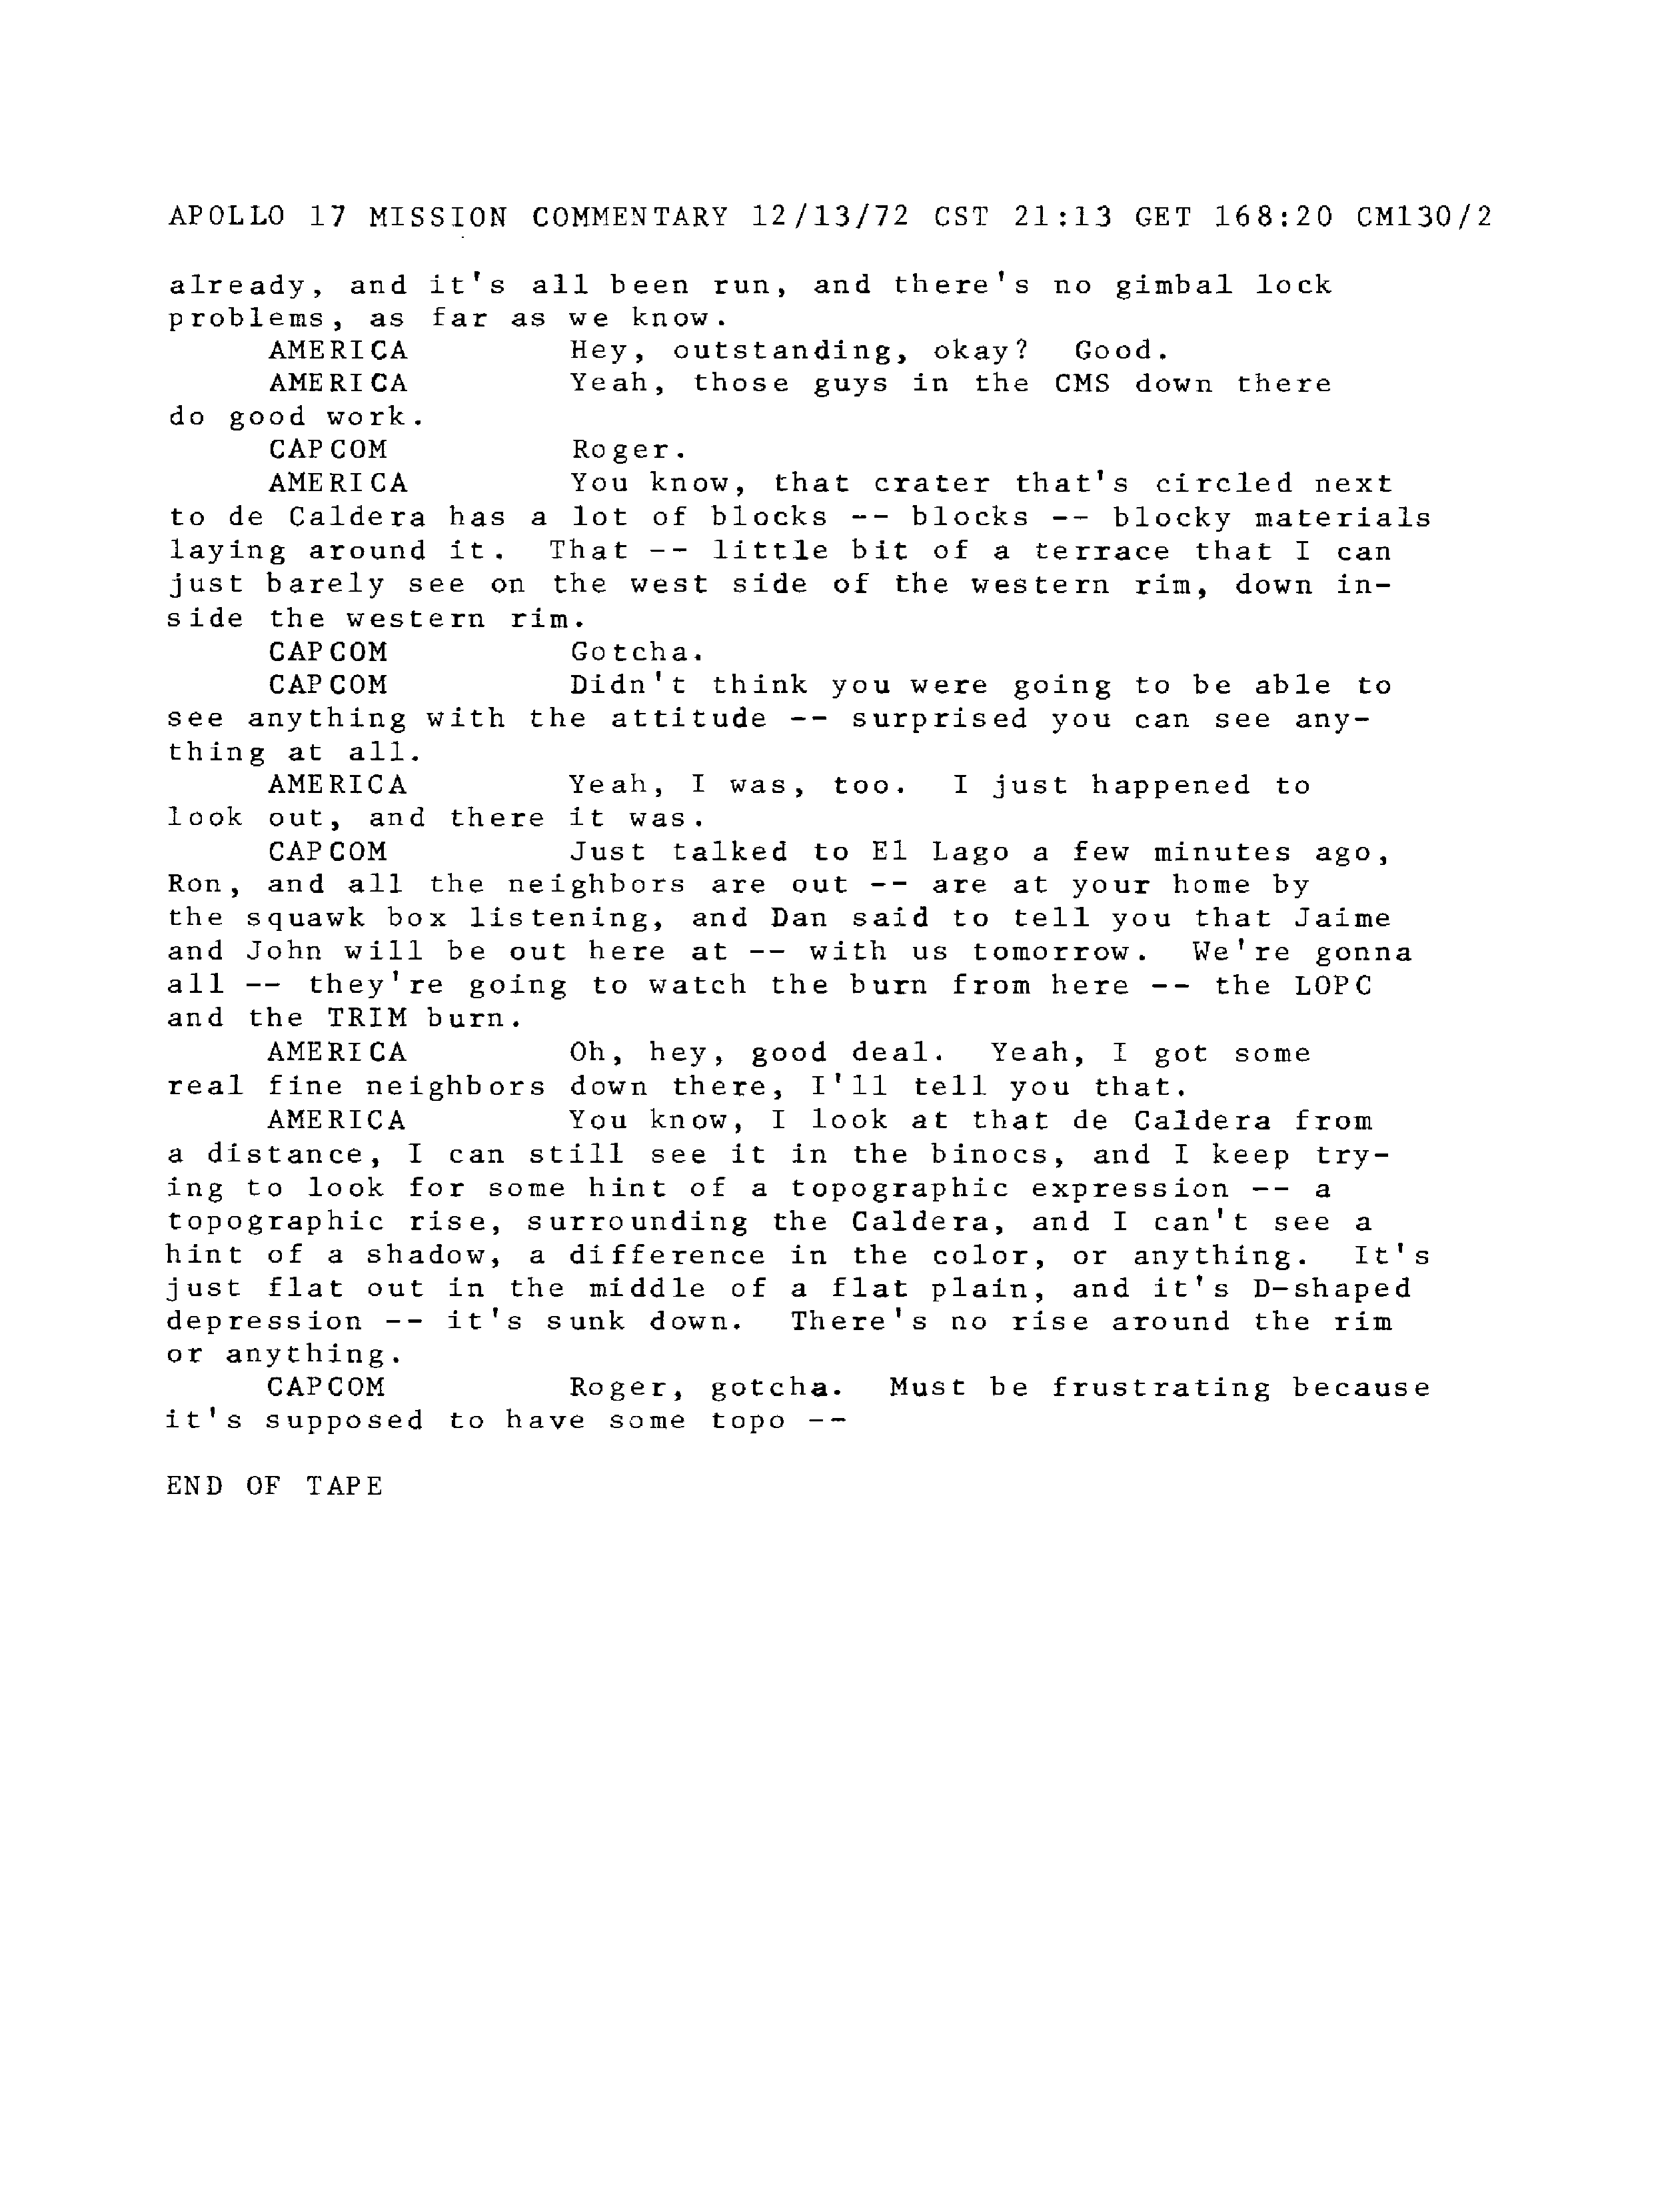 APOLLO 17 MISSION COMMENTARY 12/13/72 CST 21:13 GET 168:20 CM130/2
already, and it's all been run, and there's no gimbal lock
problems, as far as we know.
AMERICA Hey, outstanding, okay? Good.
AMERICA Yeah, those guys in the CMS down there
do good work.
CAPCOM Roger.
AMERICA You know, that crater that's circled next
to de Caldera has a lot of blocks -- blocks -- blocky materials
laying around it. That -- little bit of a terrace that I can
just barely see on the west side of the western rim, down in-
side the western rim.
CAPCOM Gotcha.
CAPCOM Didn't think you were going to be able to
see anything with the attitude -- surprised you can see any-
thing at all.
AMERICA Yeah, I was, too. I just happened to
look out, and there it was.
CAPCOM Just talked to El Lago a few minutes ago,
Ron, and all the neighbors are out -- are at your home by
the squawk box listening, and Dan said to tell you that Jaime
and John will be out here at -- with us tomorrow. We're gonna
all -- they're going to watch the burn from here -- the LOPC
and the TRIM burn.
AMERICA Oh, hey, good deal. Yeah, I got some
real fine neighbors down there, I'll tell you that.
AMERICA You know, I look at that de Caldera from
a distance, I can still see it in the binocs, and I keep try-
ing to look for some hint of a topographic expression -- a
topographic rise, surrounding the Caldera, and I can't see a
hint of a shadow, a difference in the color, or anything. It's
just flat out in the middle of a flat plain, and it's D-shaped
depression -- it's sunk down. There's no rise around the rim
or anything.
CAPCOM Roger, gotcha. Must be frustrating because
it's supposed to have some topo --
END OF TAPE